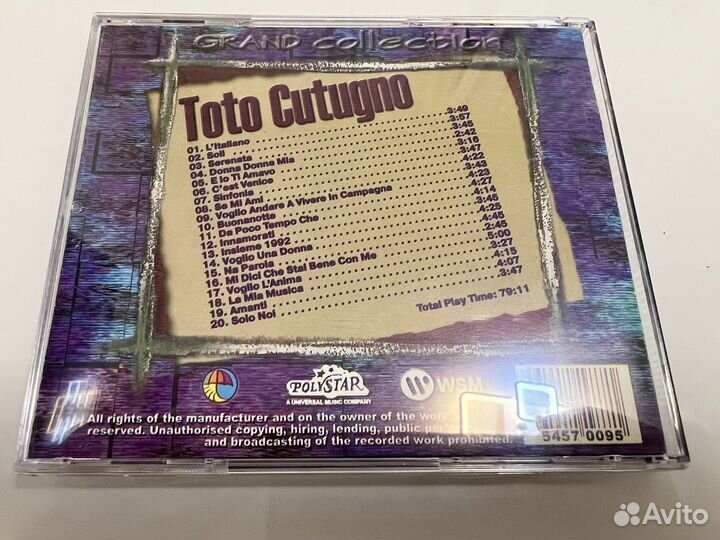 GRAND collection
Toto Cutugno
01. L'Italiano 3:49
02. Soli 3:57
03. Serenata 3:45
04. Donna Donna Mia 2:42
05. E Io Ti Amavo 3:16
06. C'est Venice 3:47
07. Sinfonia 4:22
08. Se Mi Ami 3:43
09. Voglio Andare A Vivere In Campagna 4:23
10. Buonanotte 4:27
11. Da Poco Tempo Che 4:14
12. Innamorati 3:45
13. Insieme 1992 4:25
14. Voglio Una Donna 4:45
15. Na Parola 2:45
16. Mi Dici Che Stai Bene Con Me 5:00
17. Voglio L'Anima 3:27
18. La Mia Musica 4:15
19. Amanti 4:07
20. Solo Noi 3:47
Total Play Time: 79:11
POLYSTAR
A UNIVERSAL MUSIC COMPANY
WSM
All rights of the manufacturer and on the owner of the work
reserved. Unauthorised copying, hiring, lending, public
and broadcasting of the recorded work prohibited.
5457 0095
Avito